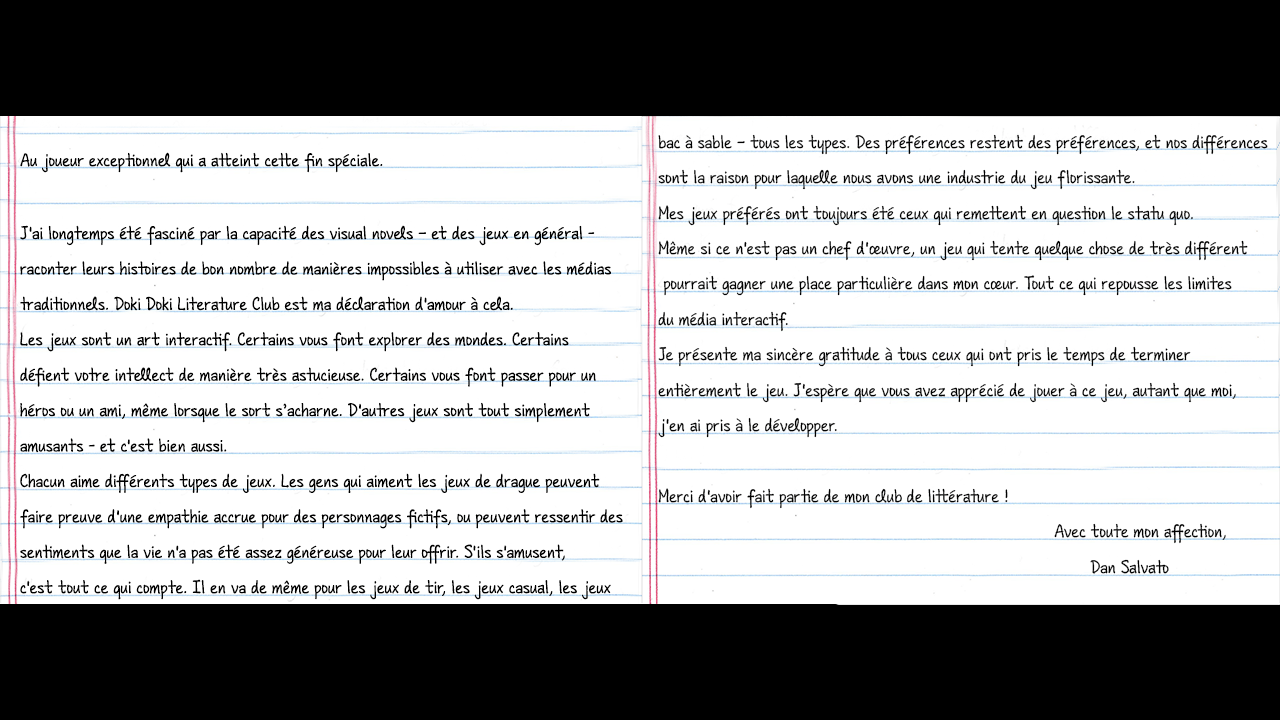 Au joueur exceptionnel qui a atteint cette fin spéciale.
J'ai longtemps été fasciné par la capacité des visual novels – et des jeux en général -
raconter leurs histoires de bon nombre de manières impossibles à utiliser avec les médias
traditionnels. Doki Doki Literature Club est ma déclaration d'amour à cela.
Les jeux sont un art interactif. Certains vous font explorer des mondes. Certains
défient votre intellect de manière très astucieuse. Certains vous font passer pour un
héros ou un ami, même lorsque le sort s'acharne. D'autres jeux sont tout simplement
amusants - et c'est bien aussi.
Chacun aime différents types de jeux. Les gens qui aiment les jeux de drague peuvent
faire preuve d'une empathie accrue pour des personnages fictifs, ou peuvent ressentir des
sentiments que la vie n'a pas été assez généreuse pour leur offrir. S'ils s'amusent,
c'est tout ce qui compte. Il en va de même pour les jeux de tir, les jeux casual, les jeux
bac à sable – tous les types. Des préférences restent des préférences, et nos différences
sont la raison pour laquelle nous avons une industrie du jeu florissante.
Mes jeux préférés ont toujours été ceux qui remettent en question le statu quo.
Même si ce n'est pas un chef d'œuvre, un jeu qui tente quelque chose de très différent
pourrait gagner une place particulière dans mon cœur. Tout ce qui repousse les limites
du média interactif.
Je présente ma sincère gratitude à tous ceux qui ont pris le temps de terminer
entièrement le jeu. J'espère que vous avez apprécié de jouer à ce jeu, autant que moi,
j'en ai pris à le développer.
Merci d'avoir fait partie de mon club de littérature !
Avec toute mon affection,
Dan Salvato